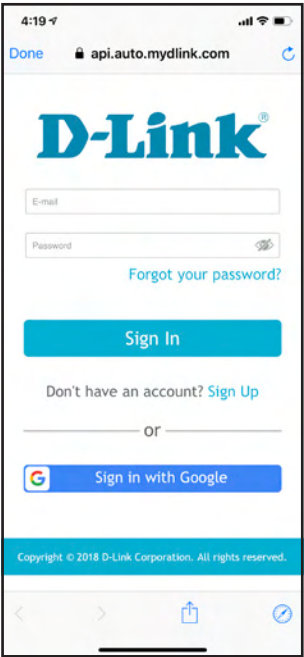 4:19
Done api.auto.mydlink.com
D-Link®
E-mail
Password
Forgot your password?
Sign In
Don't have an account? Sign Up
or
G Sign in with Google
Copyright © 2018 D-Link Corporation. All rights reserved.